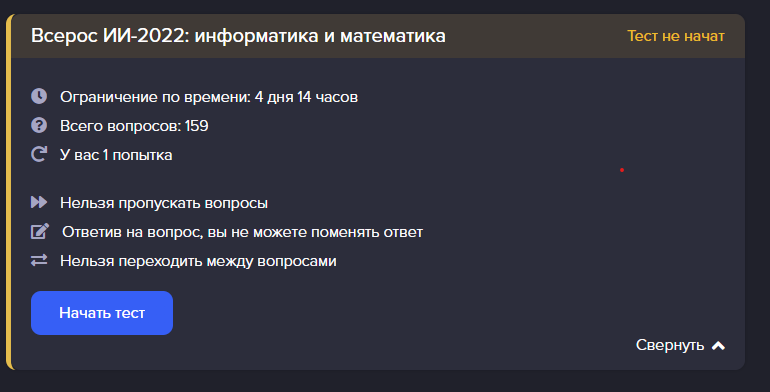 Всерос ИИ-2022: информатика и математика
Тест не начат
Ограничение по времени: 4 дня 14 часов
Всего вопросов: 159
У вас 1 попытка
Нельзя пропускать вопросы
Ответив на вопрос, вы не можете поменять ответ
Нельзя переходить между вопросами
Начать тест
Свернуть